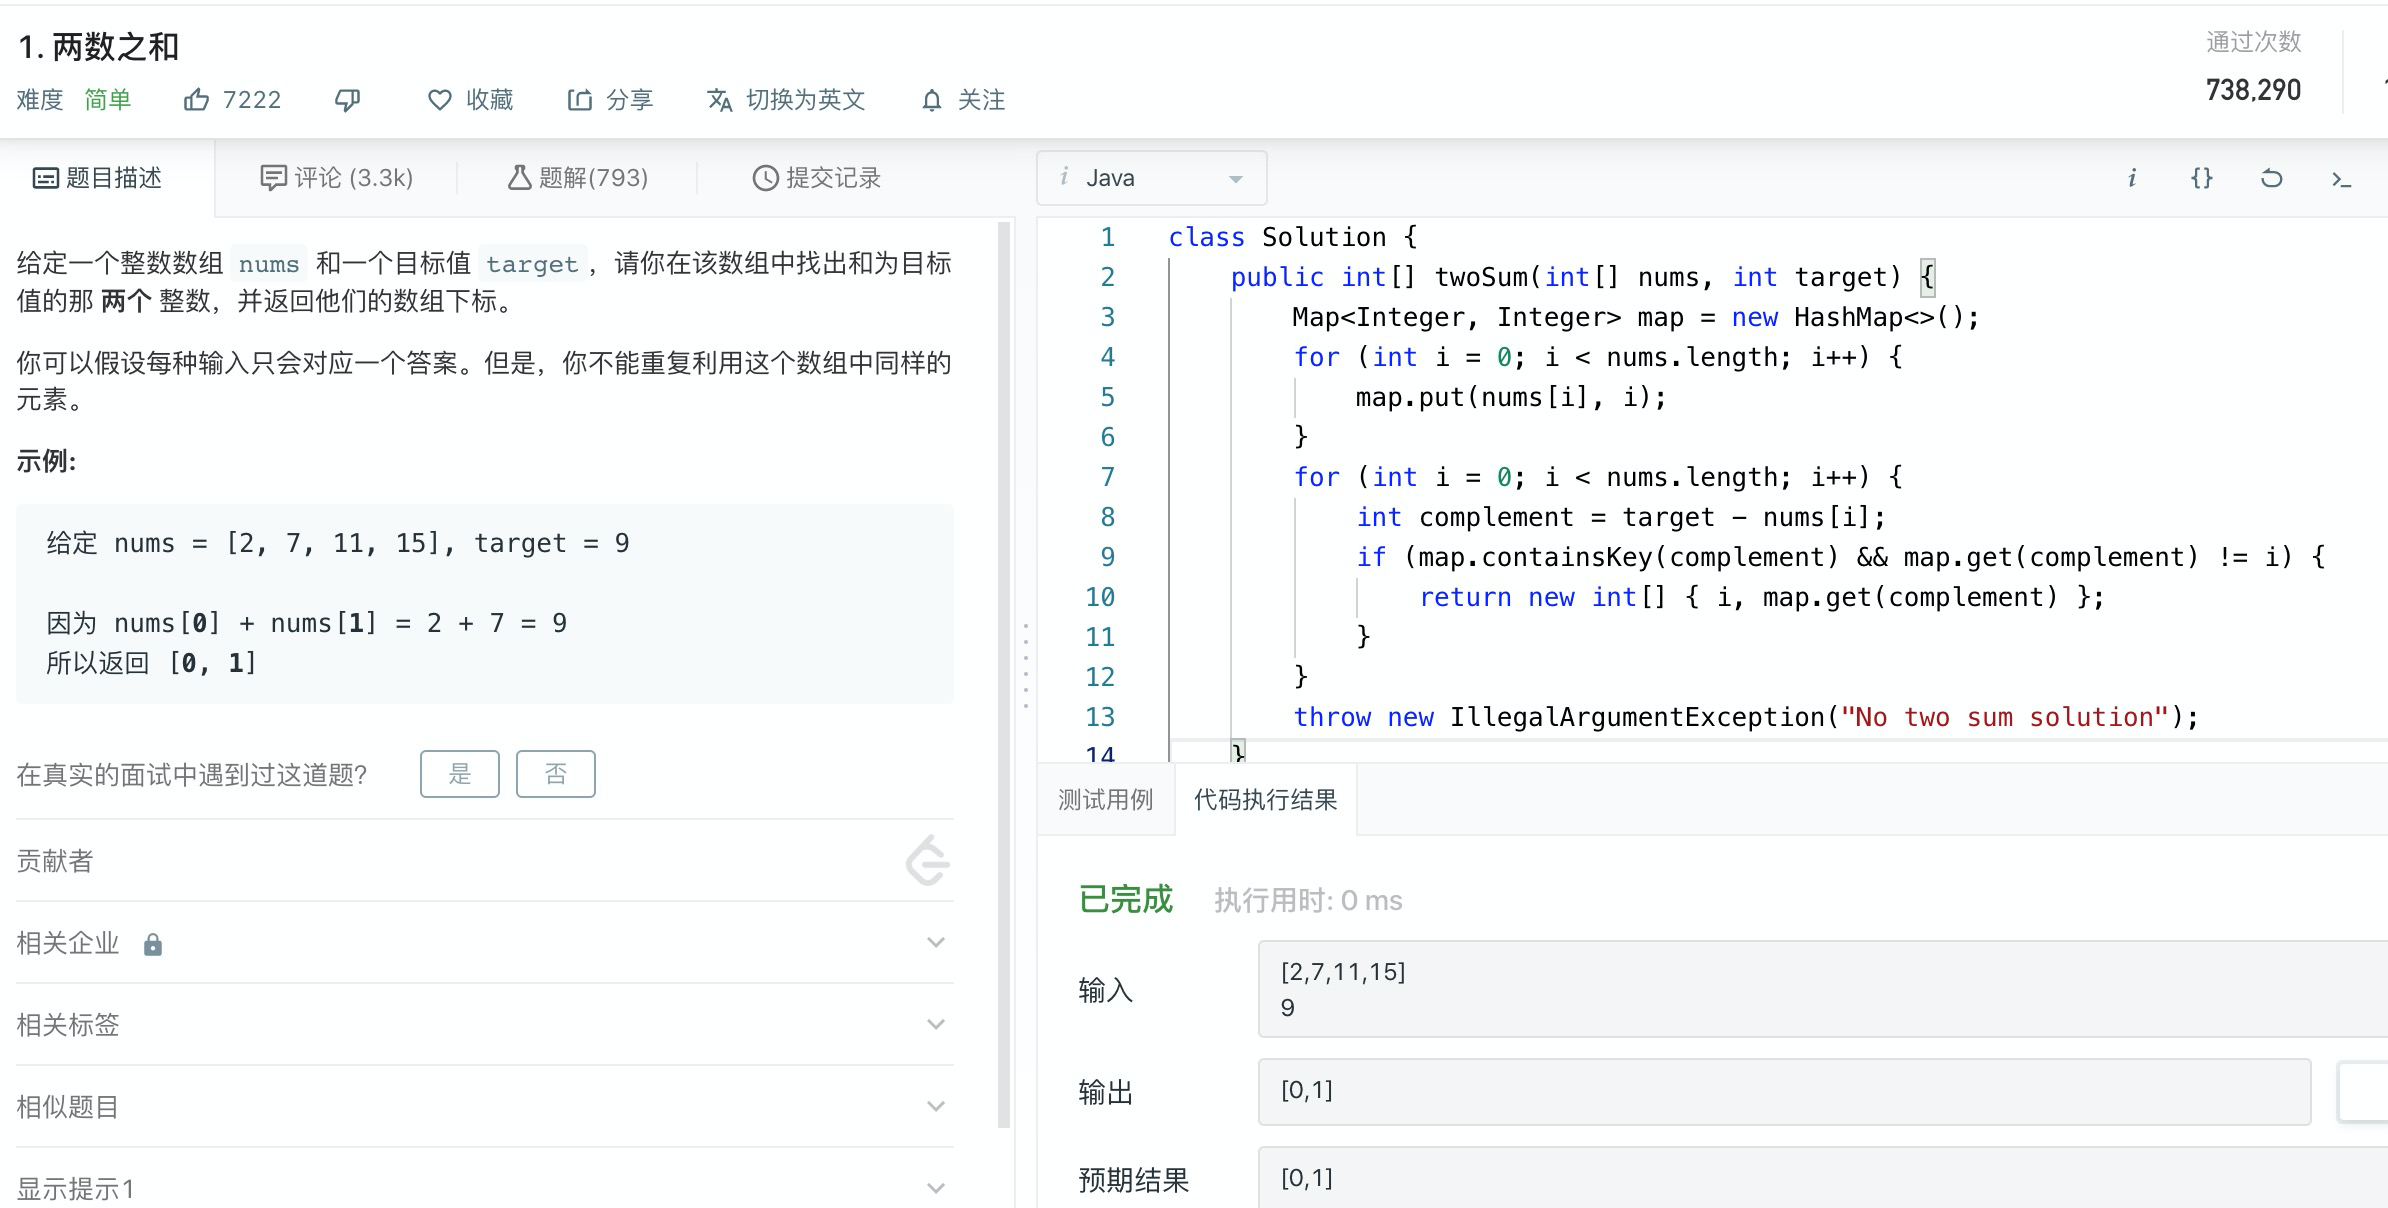 1. 两数之和
难度 简单 7222 收藏 分享 切换为英文 关注
通过次数
738,290
题目描述 评论 (3.3k) 题解(793) 提交记录
给定一个整数数组 nums 和一个目标值 target，请你在该数组中找出和为目标
值的那 两个 整数，并返回他们的数组下标。
你可以假设每种输入只会对应一个答案。但是，你不能重复利用这个数组中同样的
元素。
示例:
给定 nums = [2, 7, 11, 15], target = 9
因为 nums[0] + nums[1] = 2 + 7 = 9
所以返回 [0, 1]
在真实的面试中遇到过这道题? 是 否
贡献者
相关企业
相关标签
相似题目
显示提示1
i Java
i {} >_
1 class Solution {
2 public int[] twoSum(int[] nums, int target) {
3 Map<Integer, Integer> map = new HashMap<>();
4 for (int i = 0; i < nums.length; i++) {
5 map.put(nums[i], i);
6 }
7 for (int i = 0; i < nums.length; i++) {
8 int complement = target - nums[i];
9 if (map.containsKey(complement) && map.get(complement) != i) {
10 return new int[] { i, map.get(complement) };
11 }
12 }
13 throw new IllegalArgumentException("No two sum solution");
14 }
测试用例 代码执行结果
已完成 执行用时: 0 ms
输入
[2,7,11,15]
9
输出 [0,1]
预期结果 [0,1]